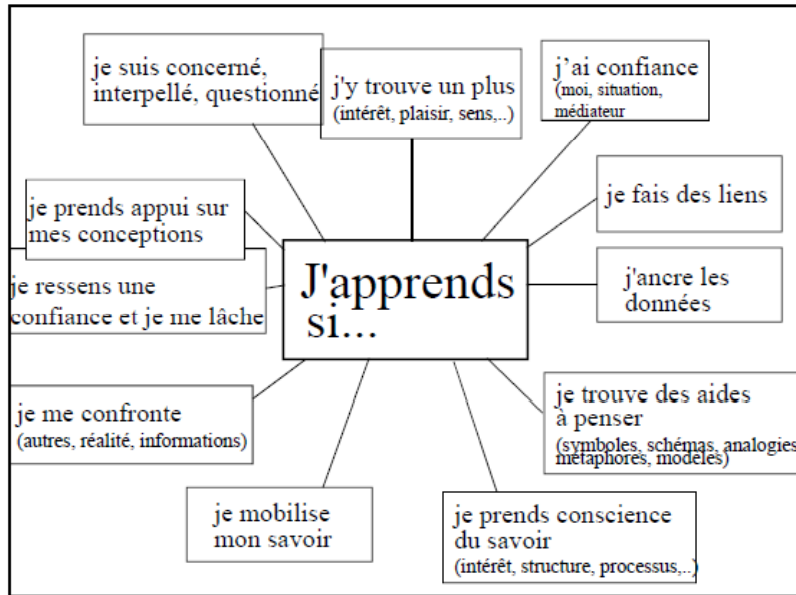 je suis concerné,
interpellé, questionné
j'y trouve un plus
(intérêt, plaisir, sens,..)
j'ai confiance
(moi, situation,
médiateur
je fais des liens
je prends appui sur
mes conceptions
J'apprends
si...
j'ancre les
données
je ressens une
confiance et je me lâche
je me confronte
(autres, réalité, informations)
je trouve des aides
à penser
(symboles, schémas, analogies
métaphores, modèles)
je mobilise
mon savoir
je prends conscience
du savoir
(intérêt, structure, processus,..)